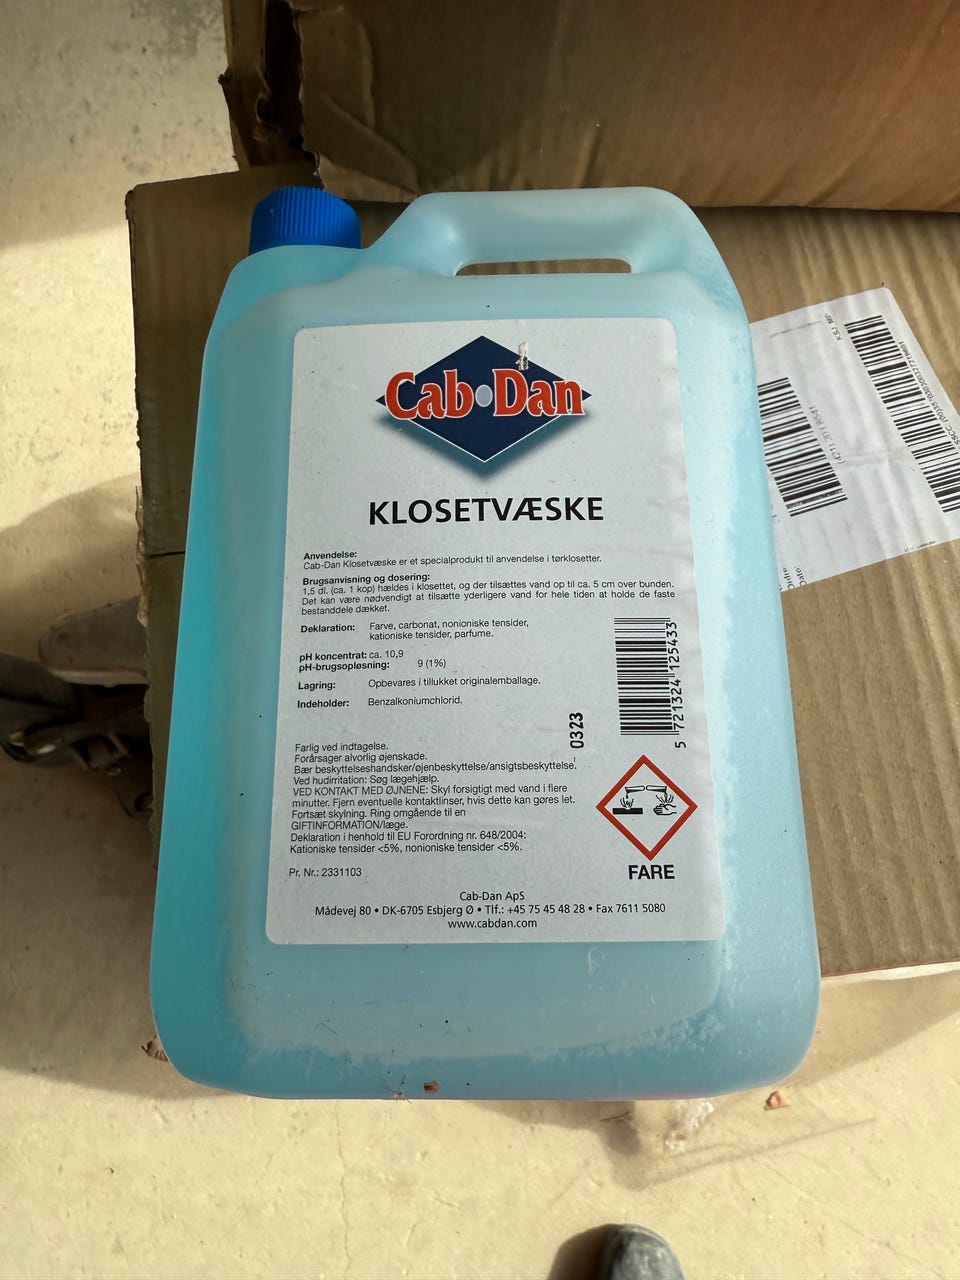 Cab·Dan
KLOSETVÆSKE
Anvendelse:
Cab-Dan Klosetvæske er et specialprodukt til anvendelse i tørklosetter.
Brugsanvisning og dosering:
1,5 dl. (ca. 1 kop) hældes i klosettet, og der tilsættes vand op til ca. 5 cm over bunden.
Det kan være nødvendigt at tilsætte yderligere vand for hele tiden at holde de faste
bestanddele dækket.
Deklaration: Farve, carbonat, nonioniske tensider,
kationiske tensider, parfume.
pH koncentrat: ca. 10,9
pH-brugsopløsning: 9 (1%)
Lagring: Opbevares i tillukket originalemballage.
Indeholder: Benzalkoniumchlorid.
0323
5 721324 125433
Farlig ved indtagelse.
Forårsager alvorlig øjenskade.
Bær beskyttelseshandsker/øjenbeskyttelse/ansigtsbeskyttelse.
Ved hudirritation: Søg lægehjælp.
VED KONTAKT MED ØJNENE: Skyl forsigtigt med vand i flere
minutter. Fjern eventuelle kontaktlinser, hvis dette kan gøres let.
Fortsæt skylning. Ring omgående til en
GIFTINFORMATION/læge.
Deklaration i henhold til EU Forordning nr. 648/2004:
Kationiske tensider <5%, nonioniske tensider <5%.
FARE
Pr. Nr.: 2331103
Cab-Dan ApS
Mådevej 80 • DK-6705 Esbjerg Ø • Tlf.: +45 75 45 48 28 • Fax 7611 5080
www.cabdan.com
KSJ MP
Dato: